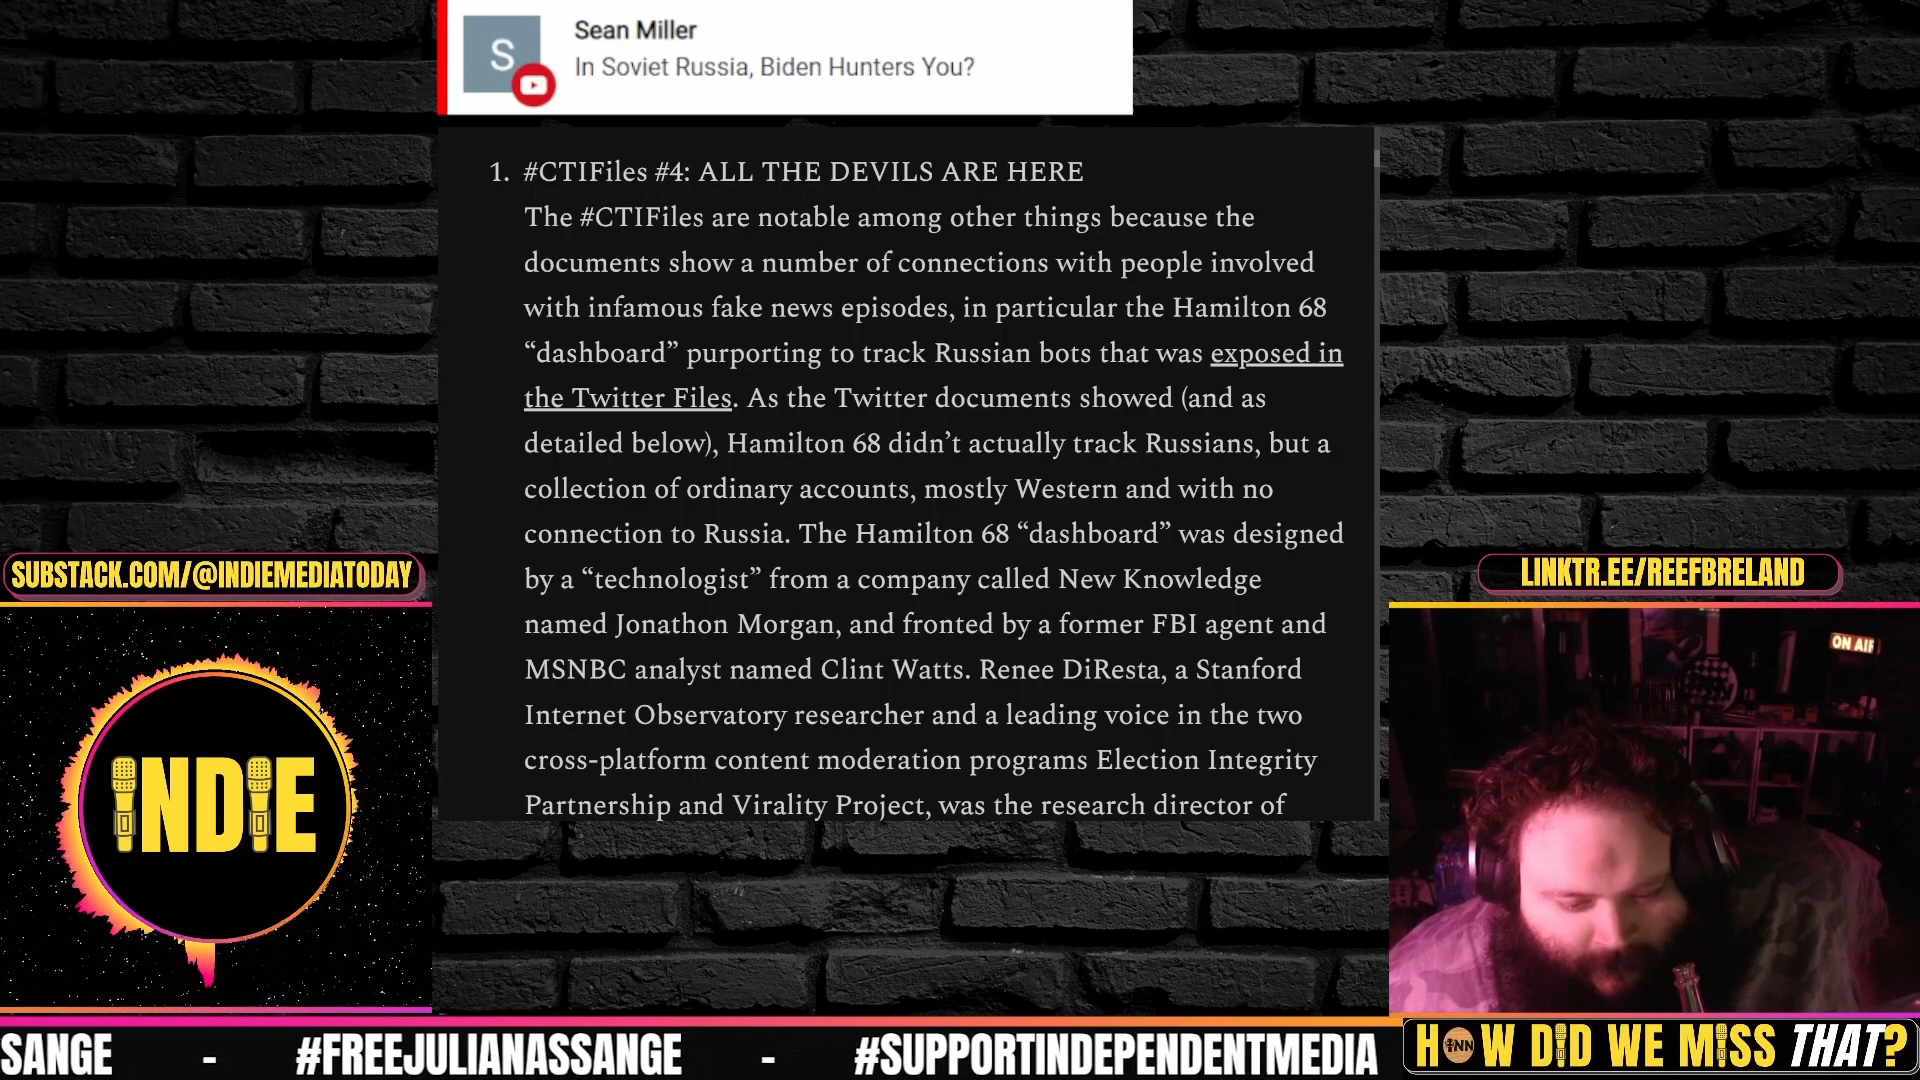 S
Sean Miller
In Soviet Russia, Biden Hunters You?
1. #CTIFiles #4: ALL THE DEVILS ARE HERE
The #CTIFiles are notable among other things because the
documents show a number of connections with people involved
with infamous fake news episodes, in particular the Hamilton 68
“dashboard” purporting to track Russian bots that was exposed in
the Twitter Files. As the Twitter documents showed (and as
detailed below), Hamilton 68 didn’t actually track Russians, but a
collection of ordinary accounts, mostly Western and with no
connection to Russia. The Hamilton 68 “dashboard” was designed
by a “technologist” from a company called New Knowledge
named Jonathon Morgan, and fronted by a former FBI agent and
MSNBC analyst named Clint Watts. Renee DiResta, a Stanford
Internet Observatory researcher and a leading voice in the two
cross-platform content moderation programs Election Integrity
Partnership and Virality Project, was the research director of
SUBSTACK.COM/@INDIEMEDIATODAY
LINKTR.EE/REEFBRELAND
INDIE
ON AIR
SANGE - #FREEJULIANASSANGE - #SUPPORTINDEPENDENTMEDIA
HOW DID WE MISS THAT?
INN